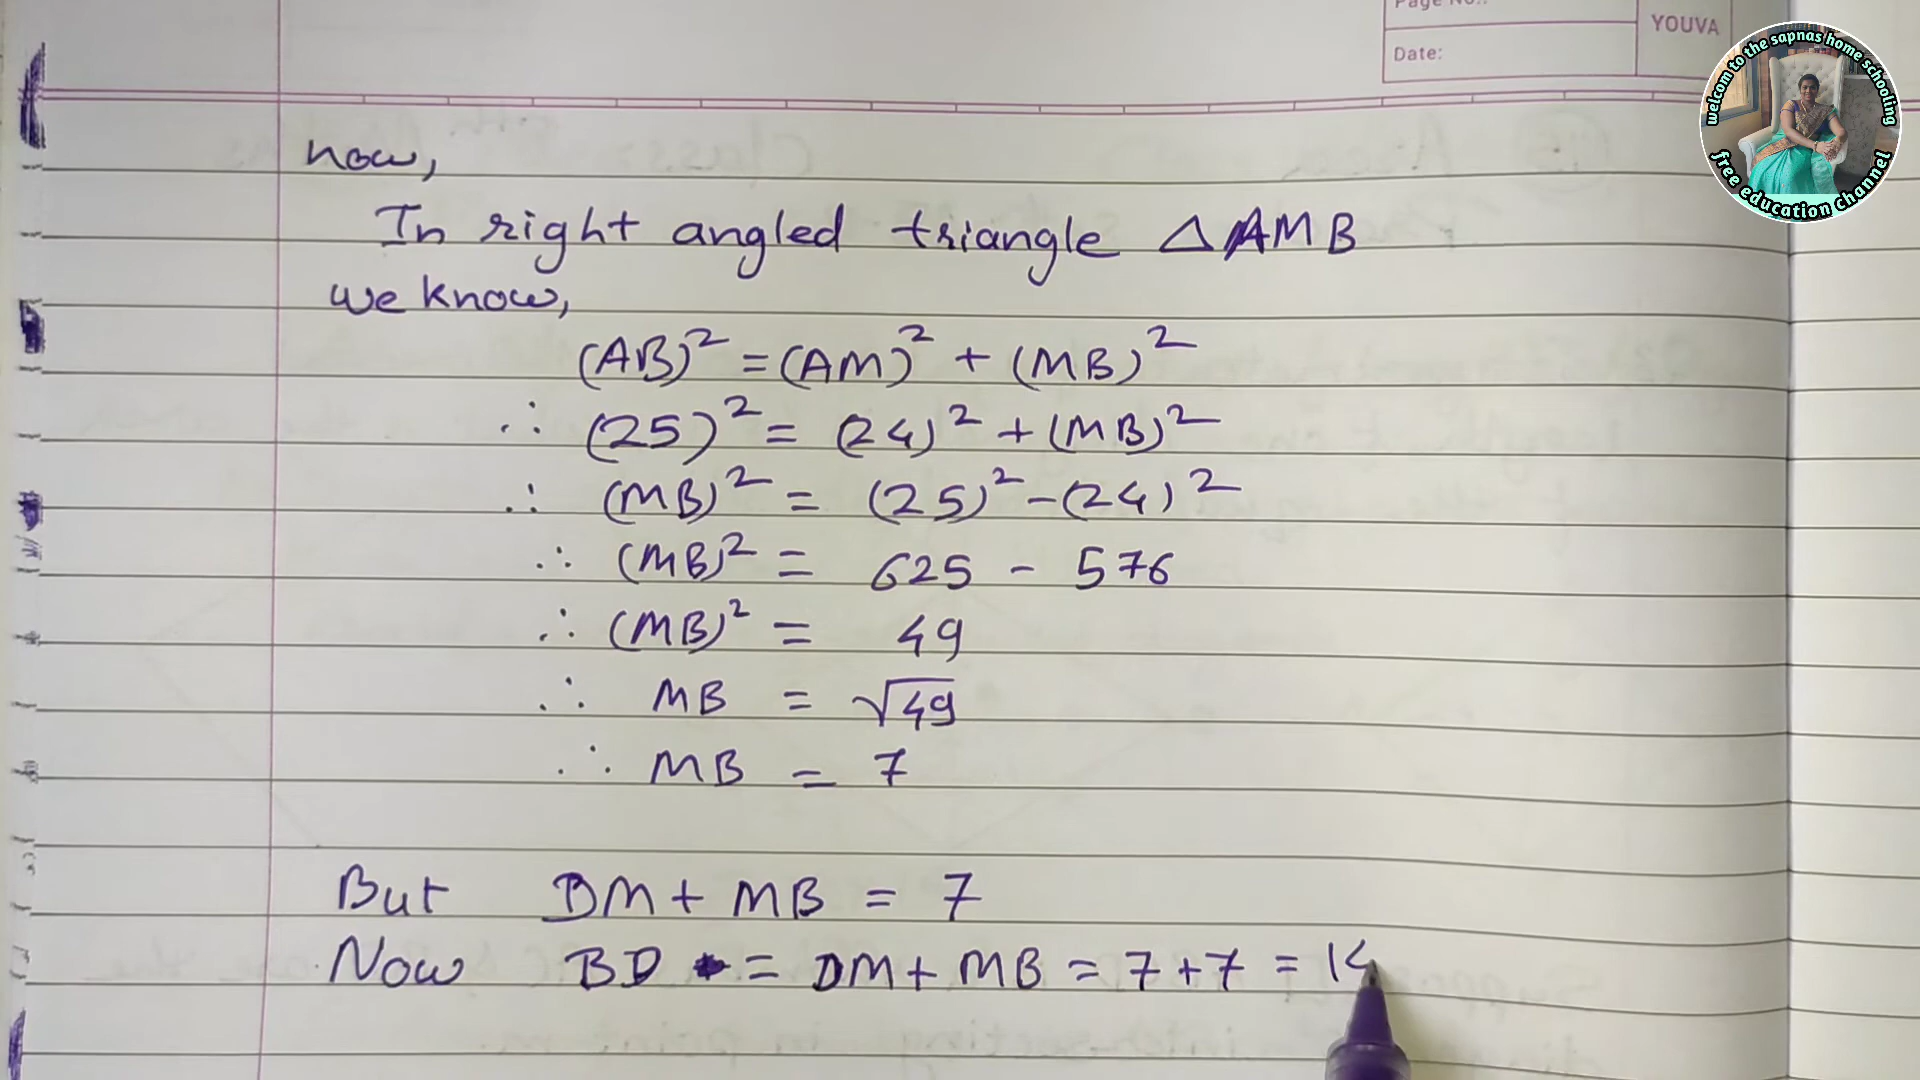 Page No.:
Date:
YOUVA
welcom to the sapnas home schooling
free education channel
now,
In right angled triangle △AMB
we know,
(AB)² = (AM)² + (MB)²
∴ (25)² = (24)² + (MB)²
∴ (MB)² = (25)² - (24)²
∴ (MB)² = 625 - 576
∴ (MB)² = 49
∴ MB = √49
∴ MB = 7
But DM + MB = 7
Now BD = DM + MB = 7 + 7 = 14